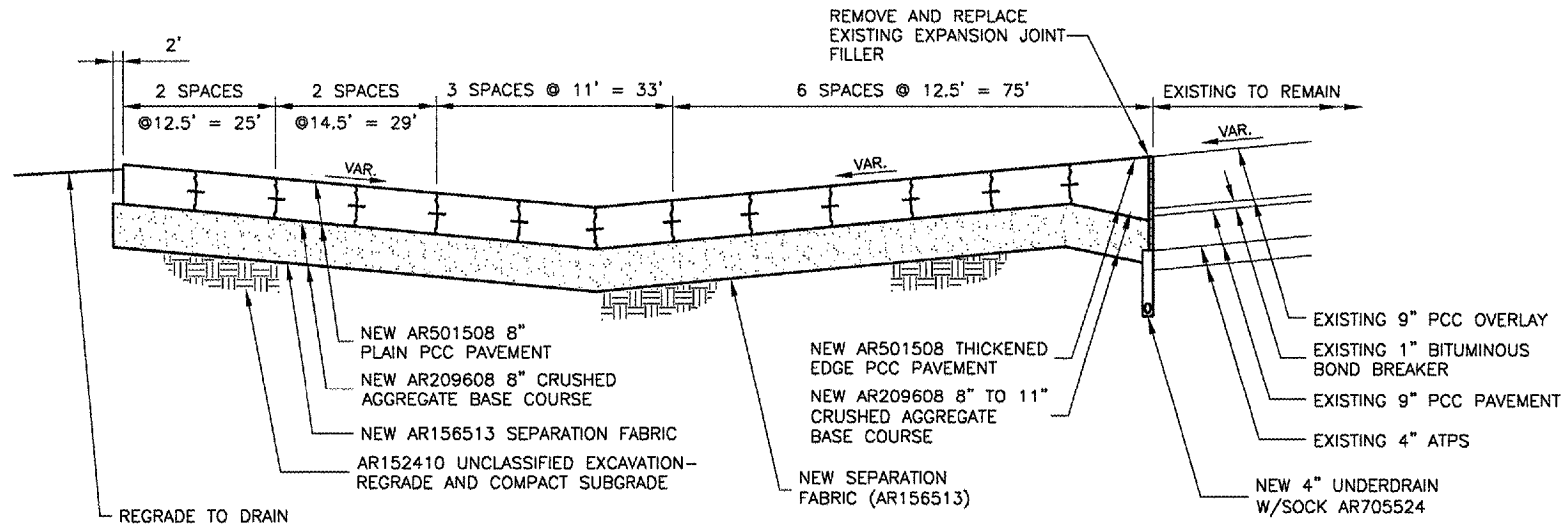 REMOVE AND REPLACE
EXISTING EXPANSION JOINT
FILLER
2'
2 SPACES
@12.5' = 25'
2 SPACES
@14.5' = 29'
3 SPACES @ 11' = 33'
6 SPACES @ 12.5' = 75'
EXISTING TO REMAIN
VAR.
VAR.
VAR.
NEW AR501508 8"
PLAIN PCC PAVEMENT
NEW AR209608 8" CRUSHED
AGGREGATE BASE COURSE
NEW AR156513 SEPARATION FABRIC
AR152410 UNCLASSIFIED EXCAVATION-
REGRADE AND COMPACT SUBGRADE
REGRADE TO DRAIN
NEW AR501508 THICKENED
EDGE PCC PAVEMENT
NEW AR209608 8" TO 11"
CRUSHED AGGREGATE
BASE COURSE
NEW SEPARATION
FABRIC (AR156513)
EXISTING 9" PCC OVERLAY
EXISTING 1" BITUMINOUS
BOND BREAKER
EXISTING 9" PCC PAVEMENT
EXISTING 4" ATPS
NEW 4" UNDERDRAIN
W/SOCK AR705524